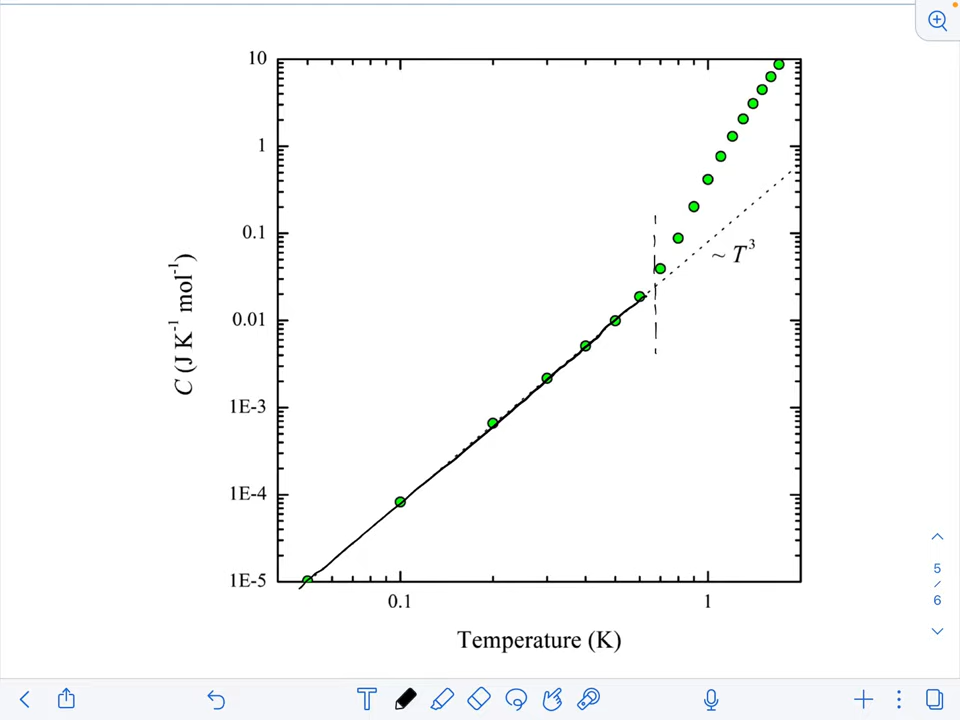 10
1
0.1
0.01
1E-3
1E-4
1E-5
C (J K⁻¹ mol⁻¹)
~ T³
0.1 1
Temperature (K)
5
/
6
T